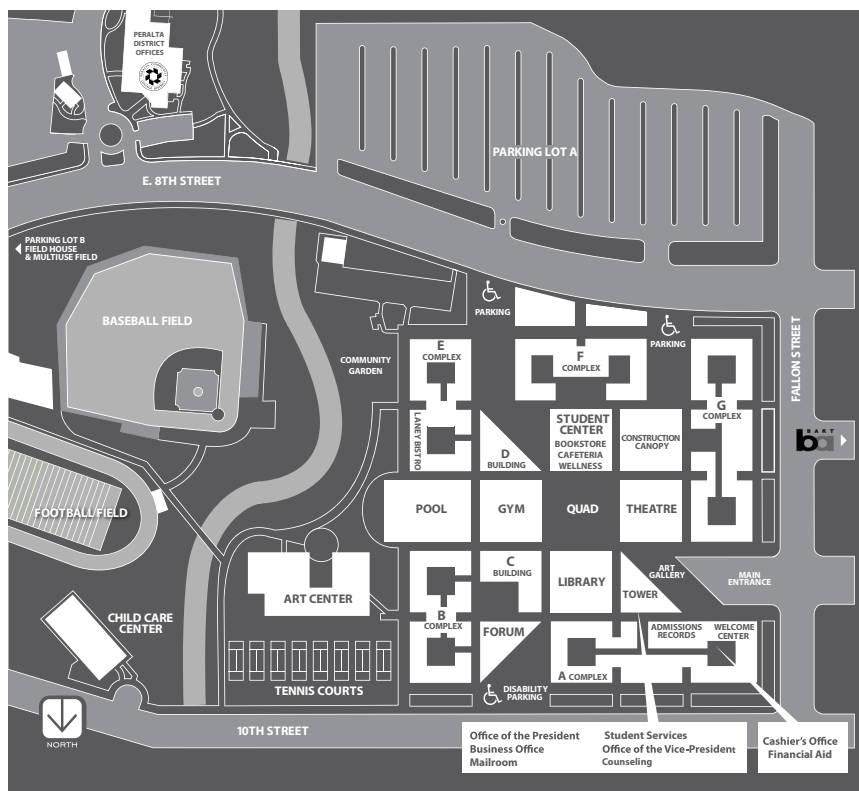 PERALTA
DISTRICT
OFFICES
PARKING LOT A
E. 8TH STREET
PARKING LOT B
FIELD HOUSE
& MULTIUSE FIELD
BASEBALL FIELD
PARKING
PARKING
COMMUNITY
GARDEN
E
COMPLEX
F
COMPLEX
G
COMPLEX
FALLON STREET
LANEY BISTRO
D
BUILDING
STUDENT
CENTER
BOOKSTORE
CAFETERIA
WELLNESS
CONSTRUCTION
CANOPY
BART
ba
FOOTBALL FIELD
POOL
GYM
QUAD
THEATRE
ART CENTER
C
BUILDING
LIBRARY
ART
GALLERY
TOWER
MAIN
ENTRANCE
CHILD CARE
CENTER
B
COMPLEX
FORUM
ADMISSIONS
RECORDS
WELCOME
CENTER
A COMPLEX
TENNIS COURTS
DISABILITY
PARKING
NORTH
10TH STREET
Office of the President
Business Office
Mailroom
Student Services
Office of the Vice-President
Counseling
Cashier's Office
Financial Aid